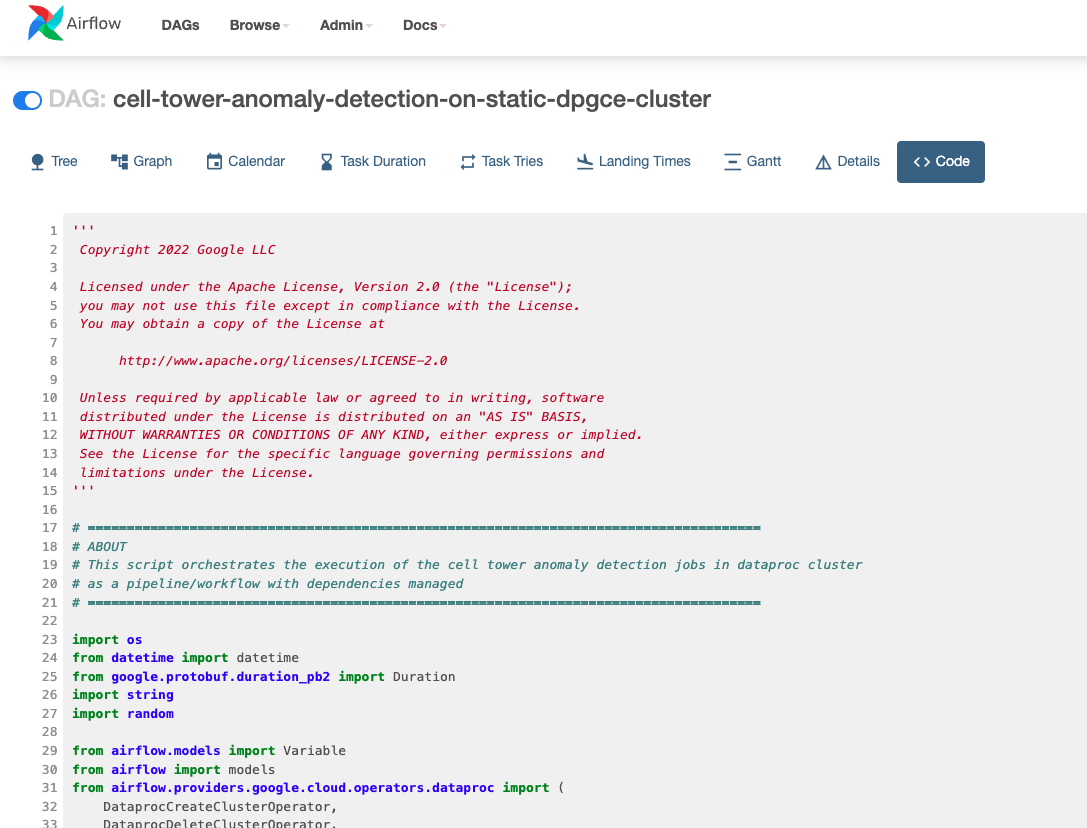 Airflow DAGs Browse Admin Docs
DAG: cell-tower-anomaly-detection-on-static-dpgce-cluster
Tree Graph Calendar Task Duration Task Tries Landing Times Gantt Details <> Code
1 '''
2 Copyright 2022 Google LLC
3
4 Licensed under the Apache License, Version 2.0 (the "License");
5 you may not use this file except in compliance with the License.
6 You may obtain a copy of the License at
7
8 http://www.apache.org/licenses/LICENSE-2.0
9
10 Unless required by applicable law or agreed to in writing, software
11 distributed under the License is distributed on an "AS IS" BASIS,
12 WITHOUT WARRANTIES OR CONDITIONS OF ANY KIND, either express or implied.
13 See the License for the specific language governing permissions and
14 limitations under the License.
15 '''
16
17 # ======================================================================================
18 # ABOUT
19 # This script orchestrates the execution of the cell tower anomaly detection jobs in dataproc cluster
20 # as a pipeline/workflow with dependencies managed
21 # ======================================================================================
22
23 import os
24 from datetime import datetime
25 from google.protobuf.duration_pb2 import Duration
26 import string
27 import random
28
29 from airflow.models import Variable
30 from airflow import models
31 from airflow.providers.google.cloud.operators.dataproc import (
32 DataprocCreateClusterOperator,
33 DataprocDeleteClusterOperator,